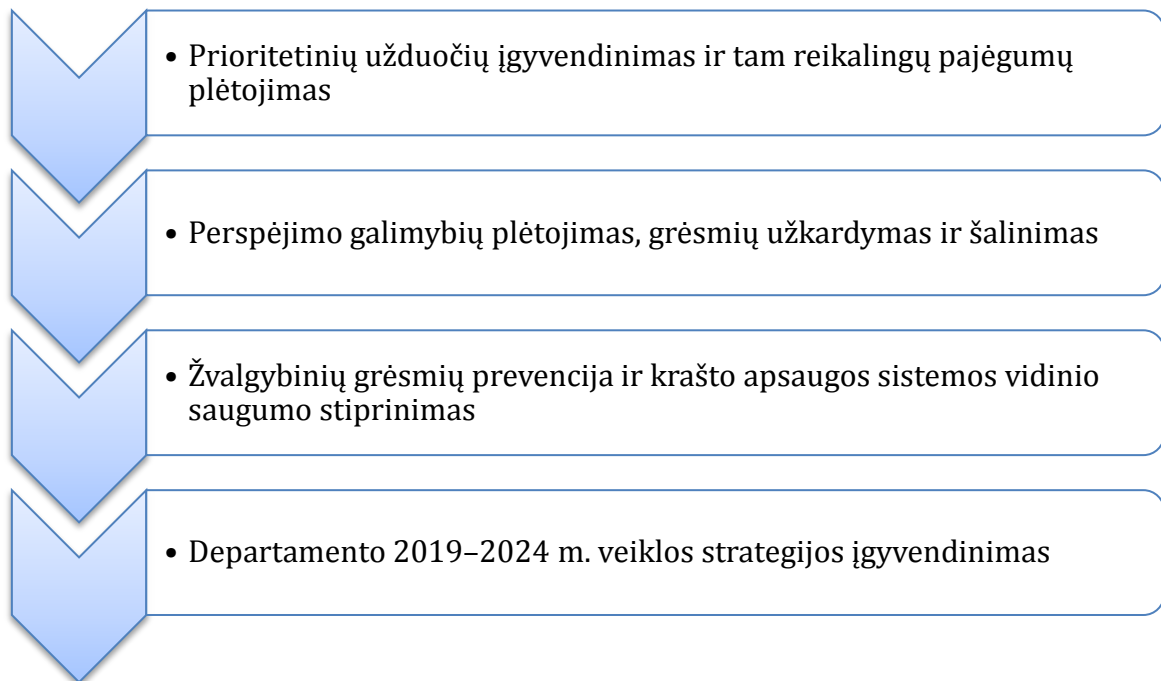 • Prioritetinių užduočių įgyvendinimas ir tam reikalingų pajėgumų
plėtojimas
• Perspėjimo galimybių plėtojimas, grėsmių užkardymas ir šalinimas
• Žvalgybinių grėsmių prevencija ir krašto apsaugos sistemos vidinio
saugumo stiprinimas
• Departamento 2019–2024 m. veiklos strategijos įgyvendinimas